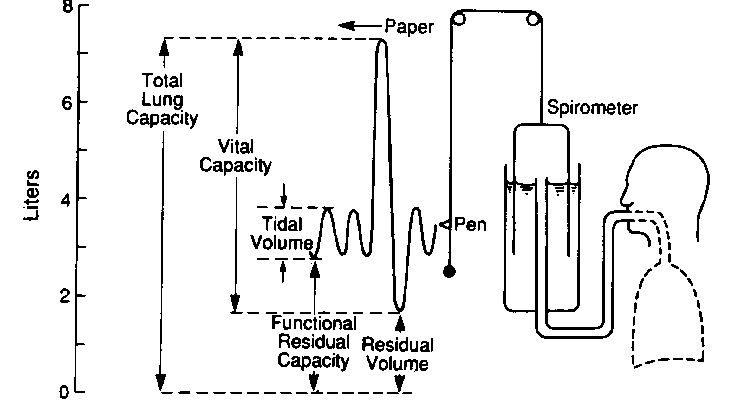 8
Paper
Total
Lung
Capacity
6
Spirometer
Vital
Capacity
Liters
4
Tidal
Volume
Pen
2
Functional
Residual
Capacity
Residual
Volume
0